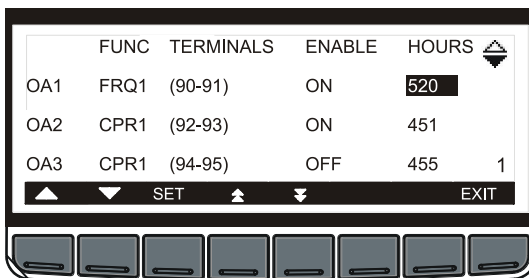 FUNC TERMINALS ENABLE HOURS
OA1 FRQ1 (90-91) ON 520
OA2 CPR1 (92-93) ON 451
OA3 CPR1 (94-95) OFF 455 1
SET EXIT